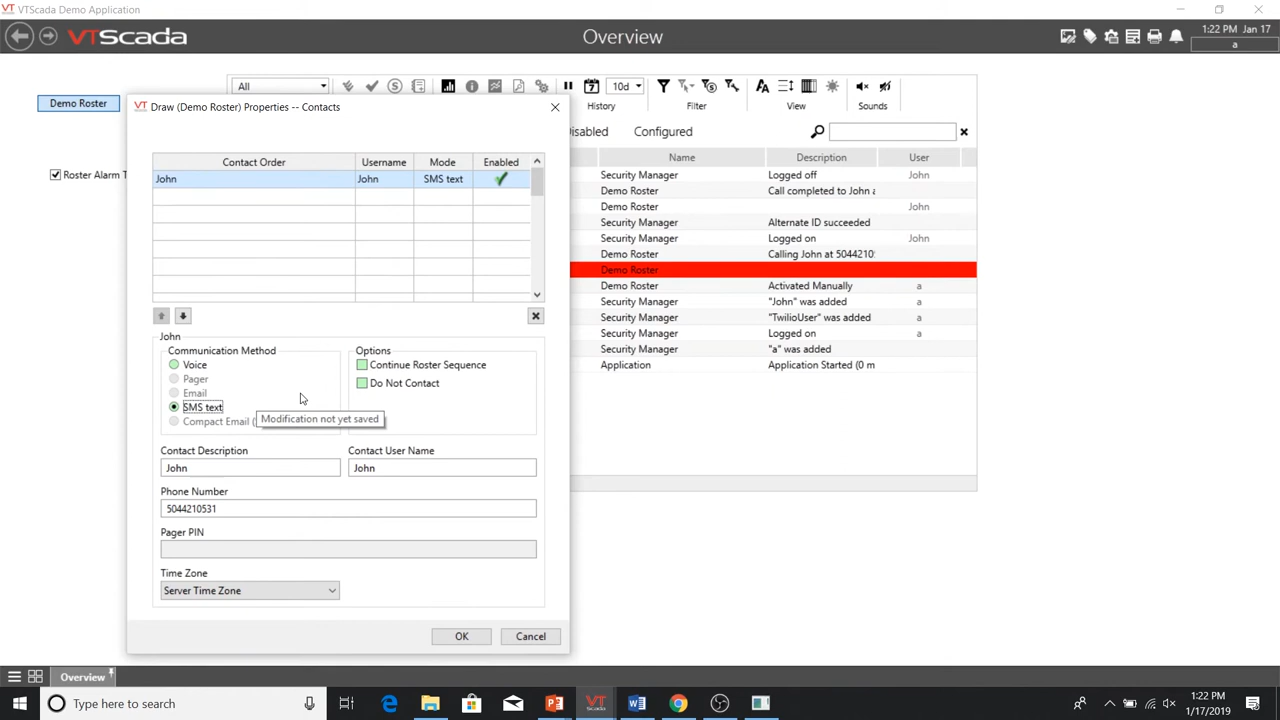 VTScada Demo Application
VTScada
Overview
1:22 PM Jan 17
a
All
10d
History
Filter
View
Sounds
Demo Roster
Draw (Demo Roster) Properties -- Contacts
Disabled
Configured
Roster Alarm T
Contact Order Username Mode Enabled
John John SMS text
Name Description User
Security Manager Logged off John
Demo Roster Call completed to John a
Demo Roster John
Security Manager Alternate ID succeeded
Security Manager Logged on John
Demo Roster Calling John at 50442105
Demo Roster
Demo Roster Activated Manually a
Security Manager "John" was added a
Security Manager "TwilioUser" was added a
Security Manager Logged on a
Security Manager "a" was added
Application Application Started (0 m
John
Communication Method
Voice
Pager
Email
SMS text
Compact Email (
Modification not yet saved
Options
Continue Roster Sequence
Do Not Contact
Contact Description
John
Contact User Name
John
Phone Number
5044210531
Pager PIN
Time Zone
Server Time Zone
OK
Cancel
Overview
Type here to search
1:22 PM
1/17/2019